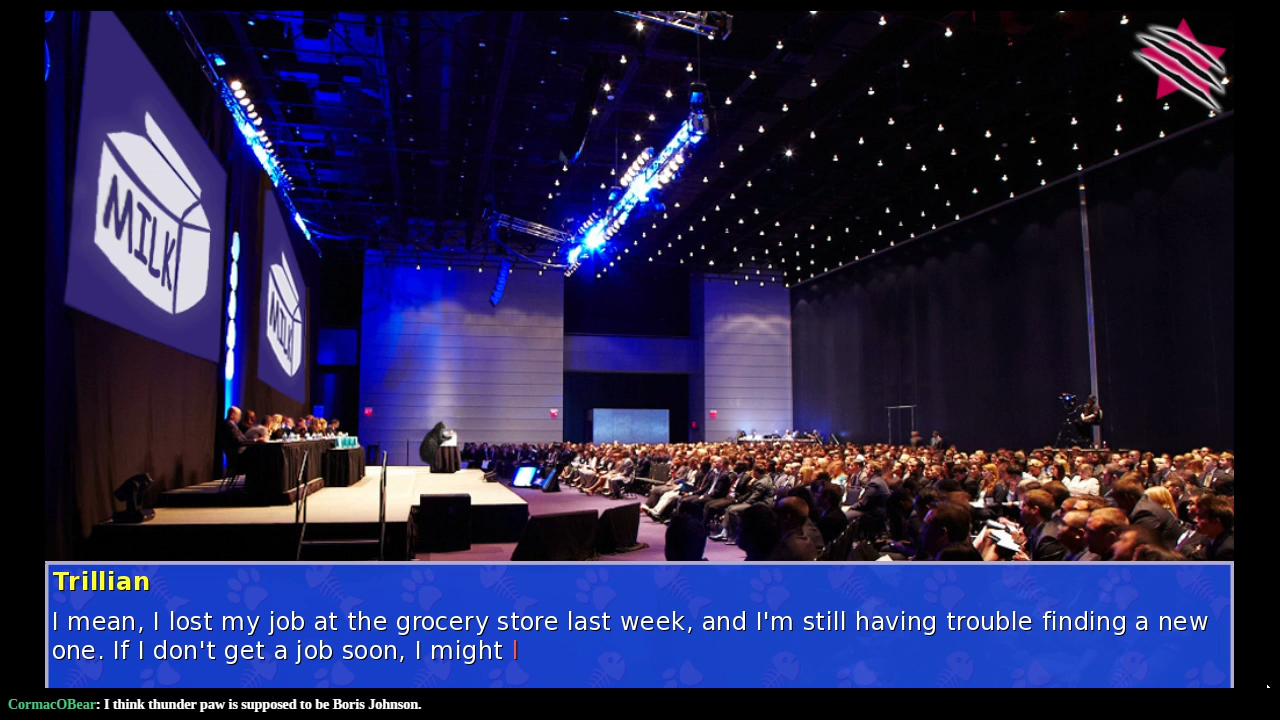 MILK
MILK
Trillian
I mean, I lost my job at the grocery store last week, and I'm still having trouble finding a new
one. If I don't get a job soon, I might l
CormacOBear: I think thunder paw is supposed to be Boris Johnson.